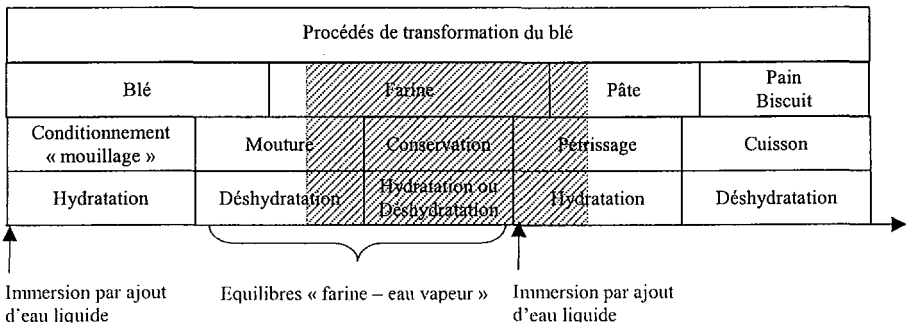 Procédés de transformation du blé
Blé
Farine
Pâte
Pain
Biscuit
Conditionnement
« mouillage »
Mouture
Conservation
Pétrissage
Cuisson
Hydratation
Déshydratation
Hydratation ou
Déshydratation
Hydratation
Déshydratation
Immersion par ajout
d'eau liquide
Equilibres « farine – eau vapeur »
Immersion par ajout
d'eau liquide